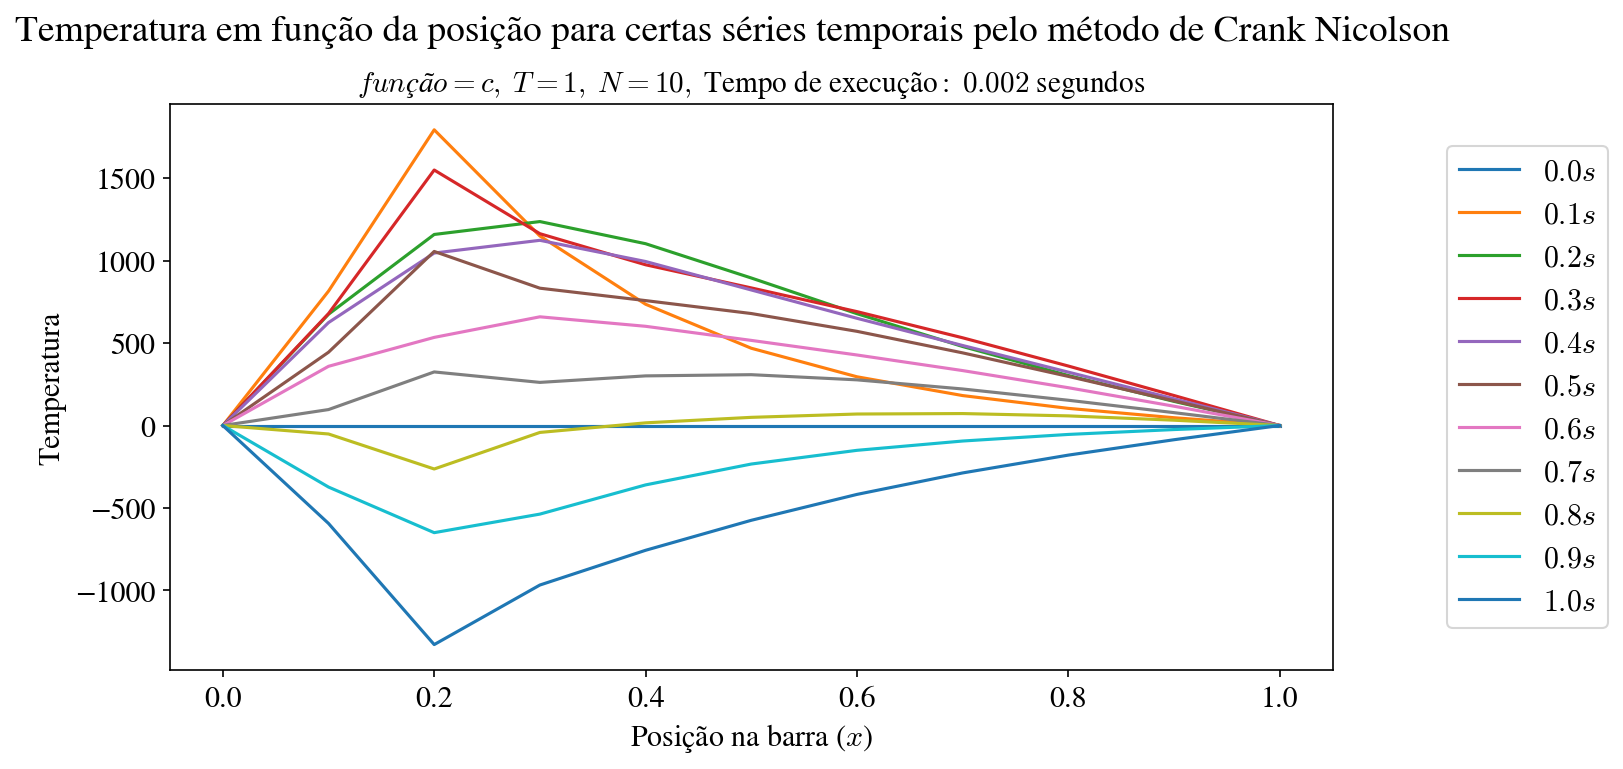 Temperatura em função da posição para certas séries temporais pelo método de Crank Nicolson
função = c, T = 1, N = 10, Tempo de execução : 0.002 segundos
Temperatura
1500
1000
500
0
−500
−1000
0.0 0.2 0.4 0.6 0.8 1.0
Posição na barra (x)
0.0s
0.1s
0.2s
0.3s
0.4s
0.5s
0.6s
0.7s
0.8s
0.9s
1.0s